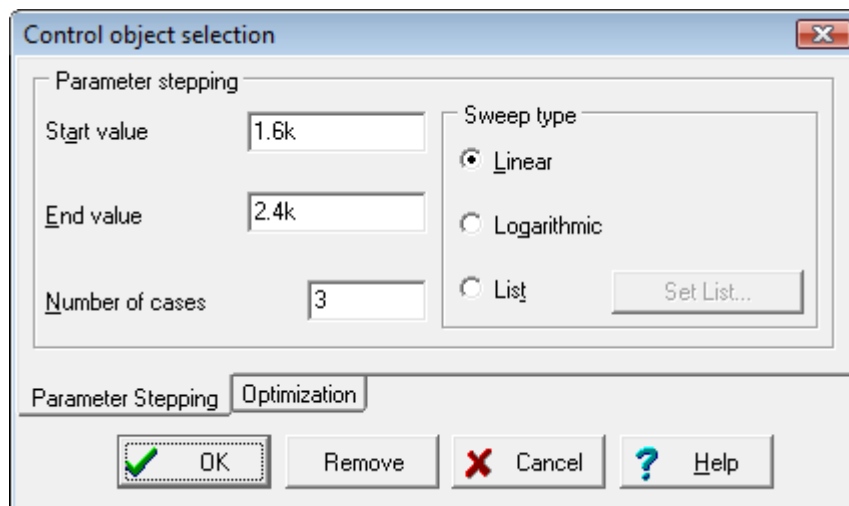 Control object selection
Parameter stepping
Start value 1.6k
End value 2.4k
Number of cases 3
Sweep type
Linear
Logarithmic
List Set List...
Parameter Stepping Optimization
OK Remove Cancel ? Help